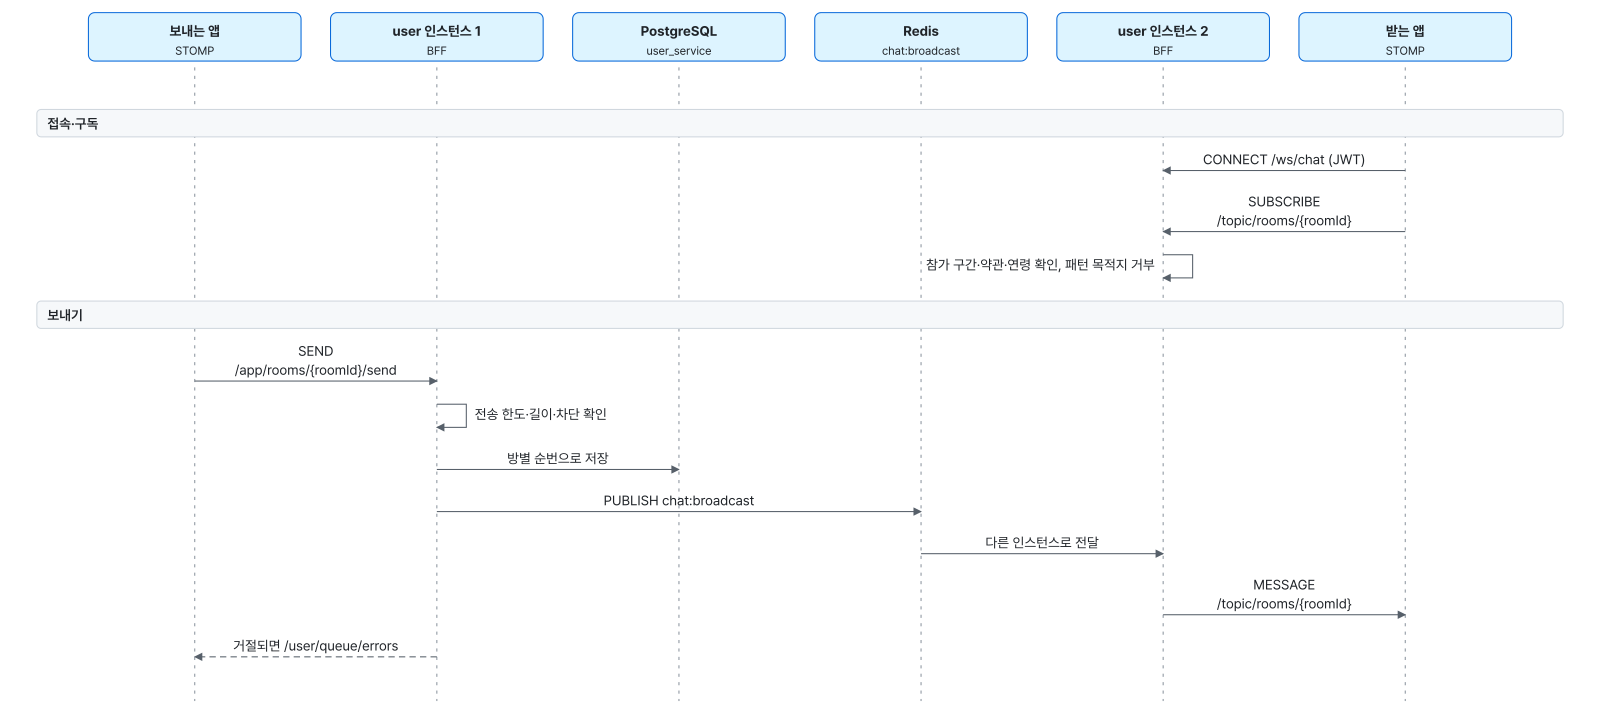 보내는 앱
STOMP
user 인스턴스 1
BFF
PostgreSQL
user_service
Redis
chat:broadcast
user 인스턴스 2
BFF
받는 앱
STOMP
접속·구독
CONNECT /ws/chat (JWT)
SUBSCRIBE
/topic/rooms/{roomId}
참가 구간·약관·연령 확인, 패턴 목적지 거부
보내기
SEND
/app/rooms/{roomId}/send
전송 한도·길이·차단 확인
방별 순번으로 저장
PUBLISH chat:broadcast
다른 인스턴스로 전달
MESSAGE
/topic/rooms/{roomId}
거절되면 /user/queue/errors